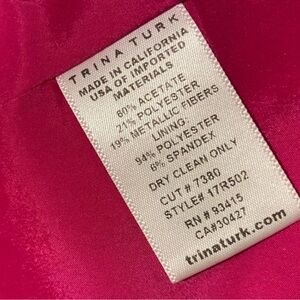 TRINA TURK
MADE IN CALIFORNIA
USA OF IMPORTED
MATERIALS
60% ACETATE
21% POLYESTER
19% METALLIC FIBERS
LINING:
94% POLYESTER
6% SPANDEX
DRY CLEAN ONLY
CUT # 7380
STYLE# 17R502
RN # 93415
CA#30427
trinaturk.com